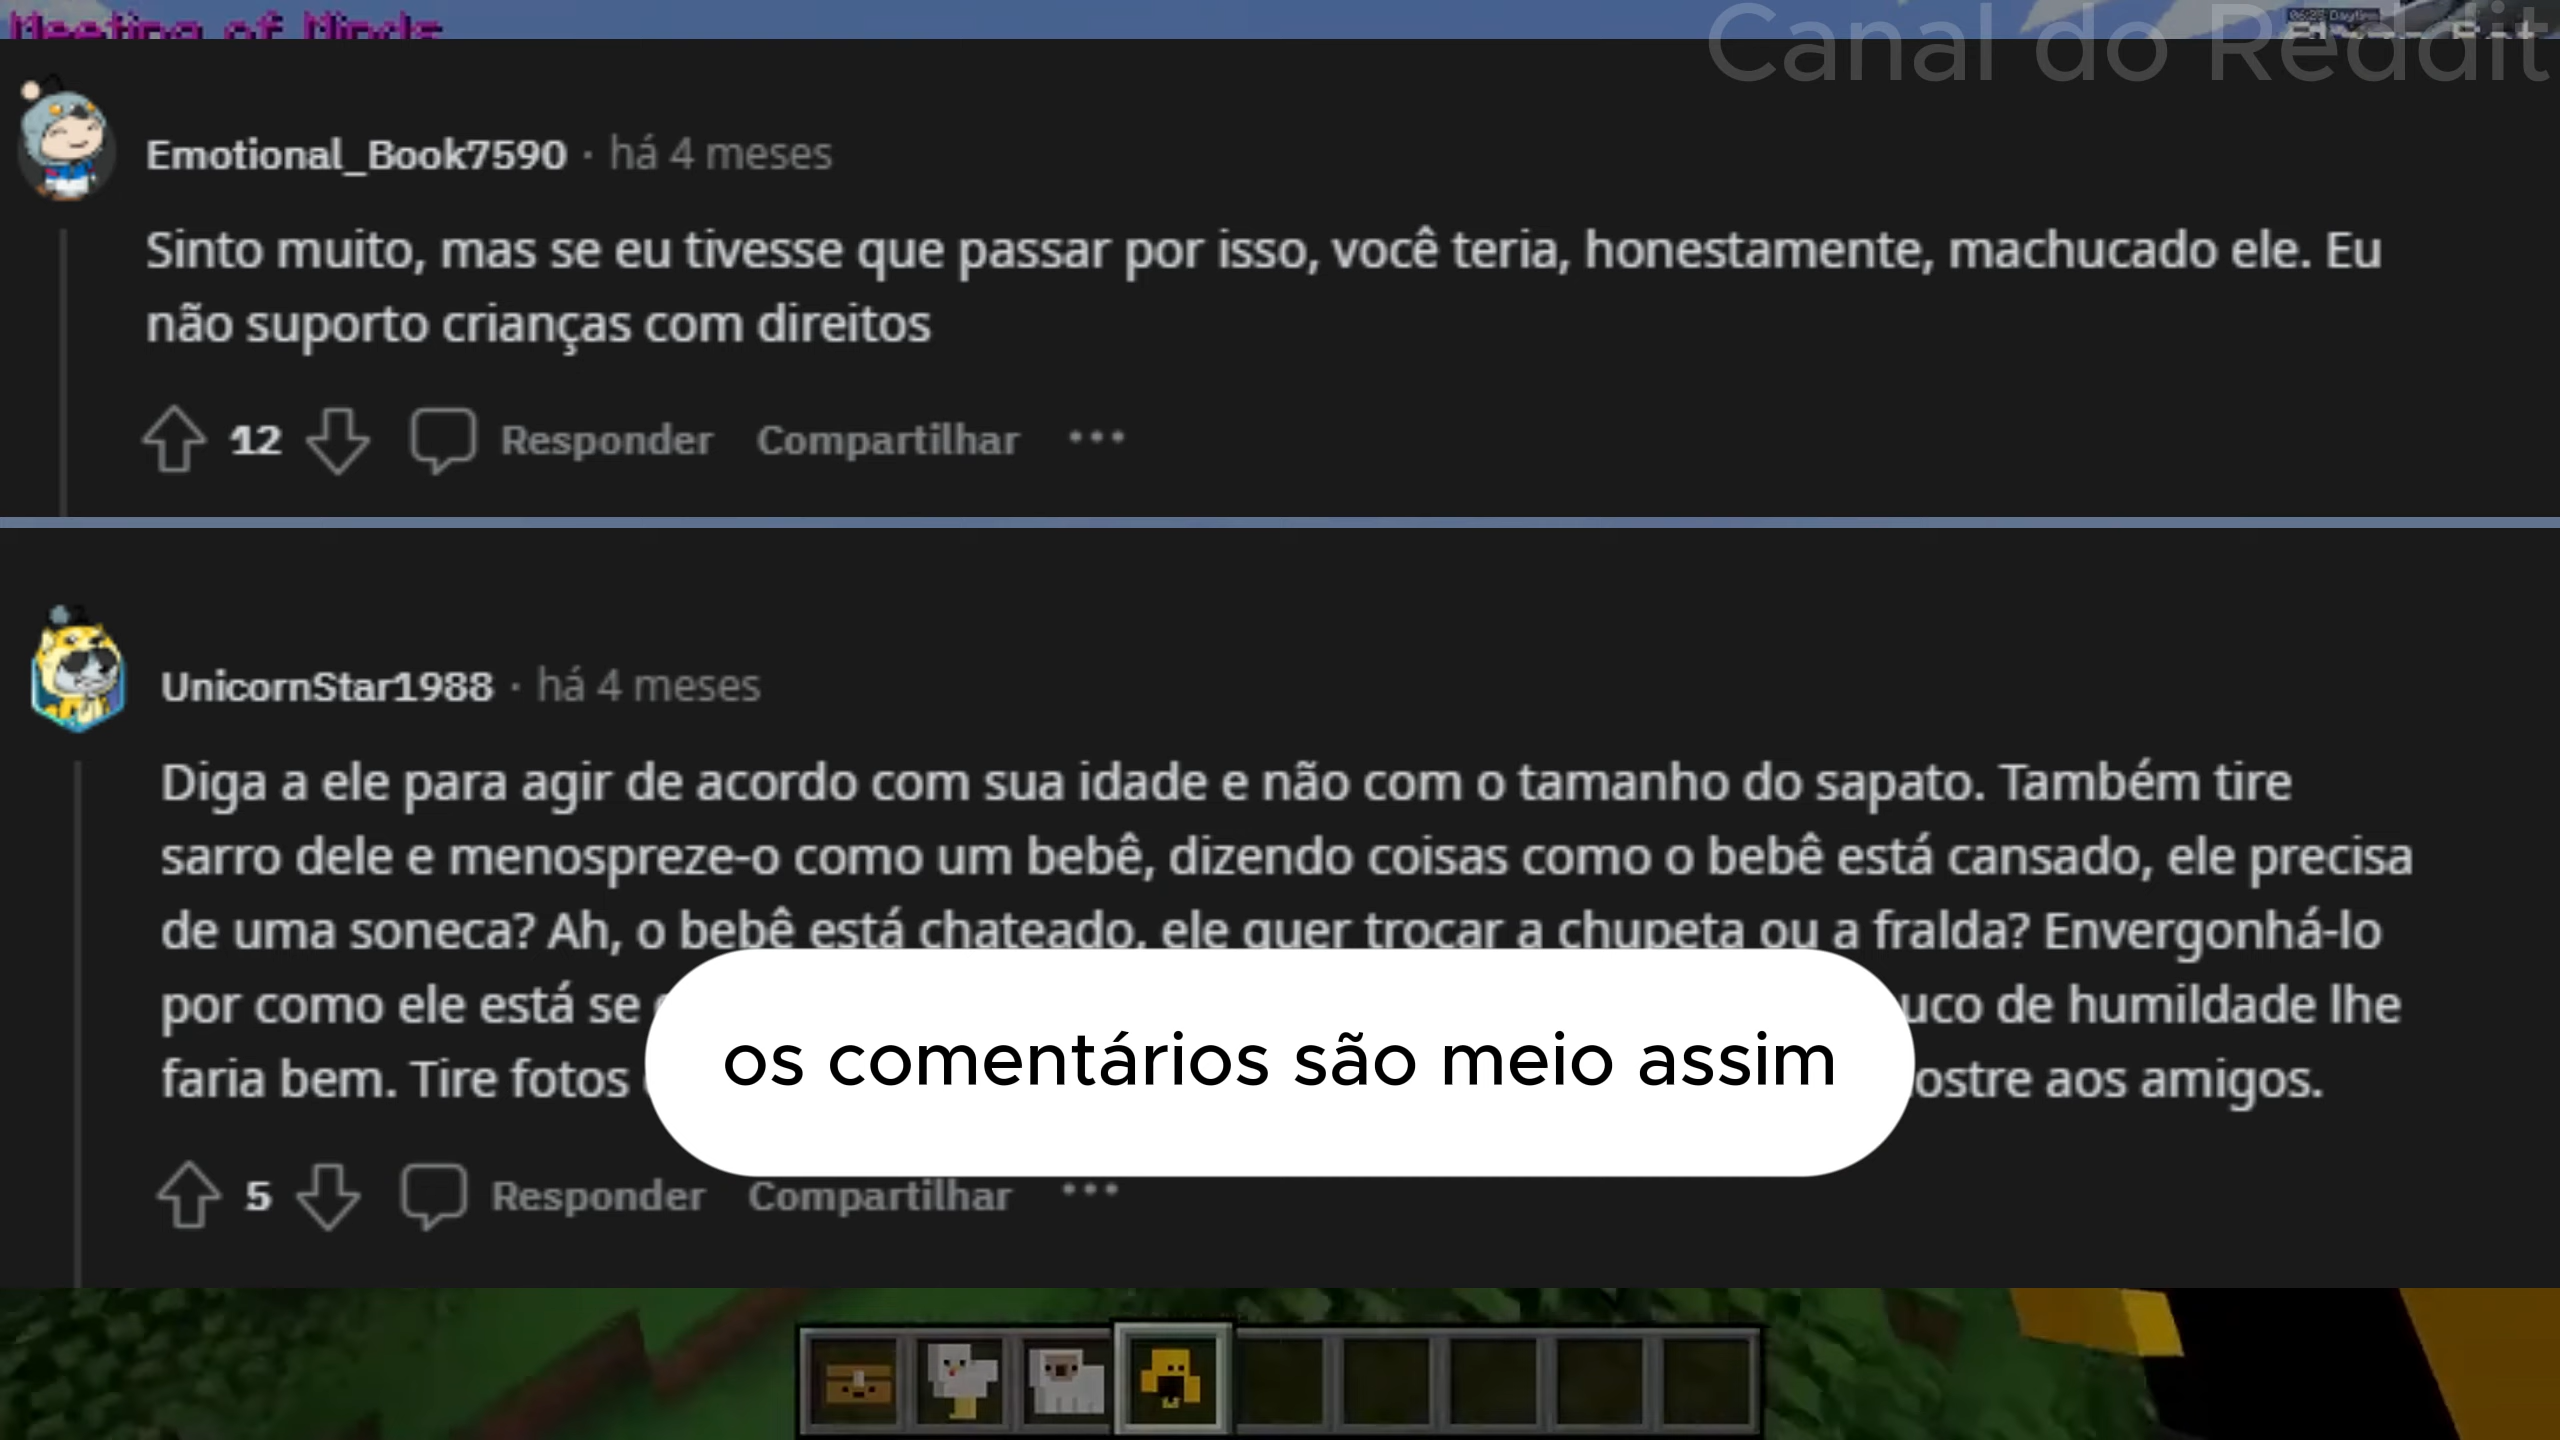 Meeting of Minds
Canal do Reddit
Emotional_Book7590 · há 4 meses
Sinto muito, mas se eu tivesse que passar por isso, você teria, honestamente, machucado ele. Eu
não suporto crianças com direitos
12 Responder Compartilhar ...
UnicornStar1988 · há 4 meses
Diga a ele para agir de acordo com sua idade e não com o tamanho do sapato. Também tire
sarro dele e menospreze-o como um bebê, dizendo coisas como o bebê está cansado, ele precisa
de uma soneca? Ah, o bebê está chateado, ele quer trocar a chupeta ou a fralda? Envergonhá-lo
por como ele está se uco de humildade lhe
faria bem. Tire fotos ostre aos amigos.
os comentários são meio assim
5 Responder Compartilhar ...